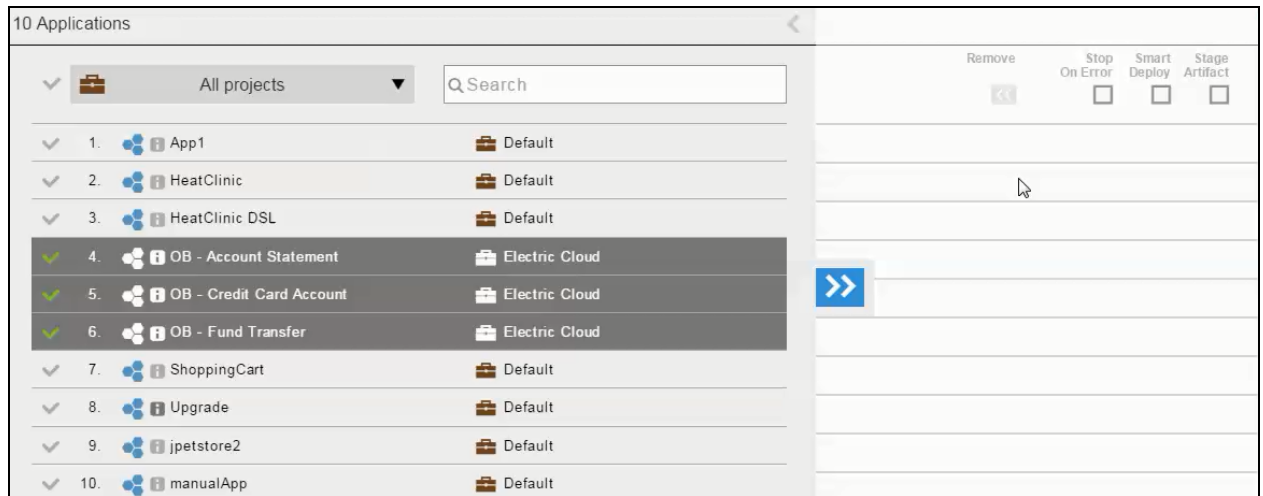 10 Applications
Remove
Stop On Error
Smart Deploy
Stage Artifact
All projects
Search
1. App1 Default
2. HeatClinic Default
3. HeatClinic DSL Default
4. OB - Account Statement Electric Cloud
5. OB - Credit Card Account Electric Cloud
6. OB - Fund Transfer Electric Cloud
7. ShoppingCart Default
8. Upgrade Default
9. jpetstore2 Default
10. manualApp Default